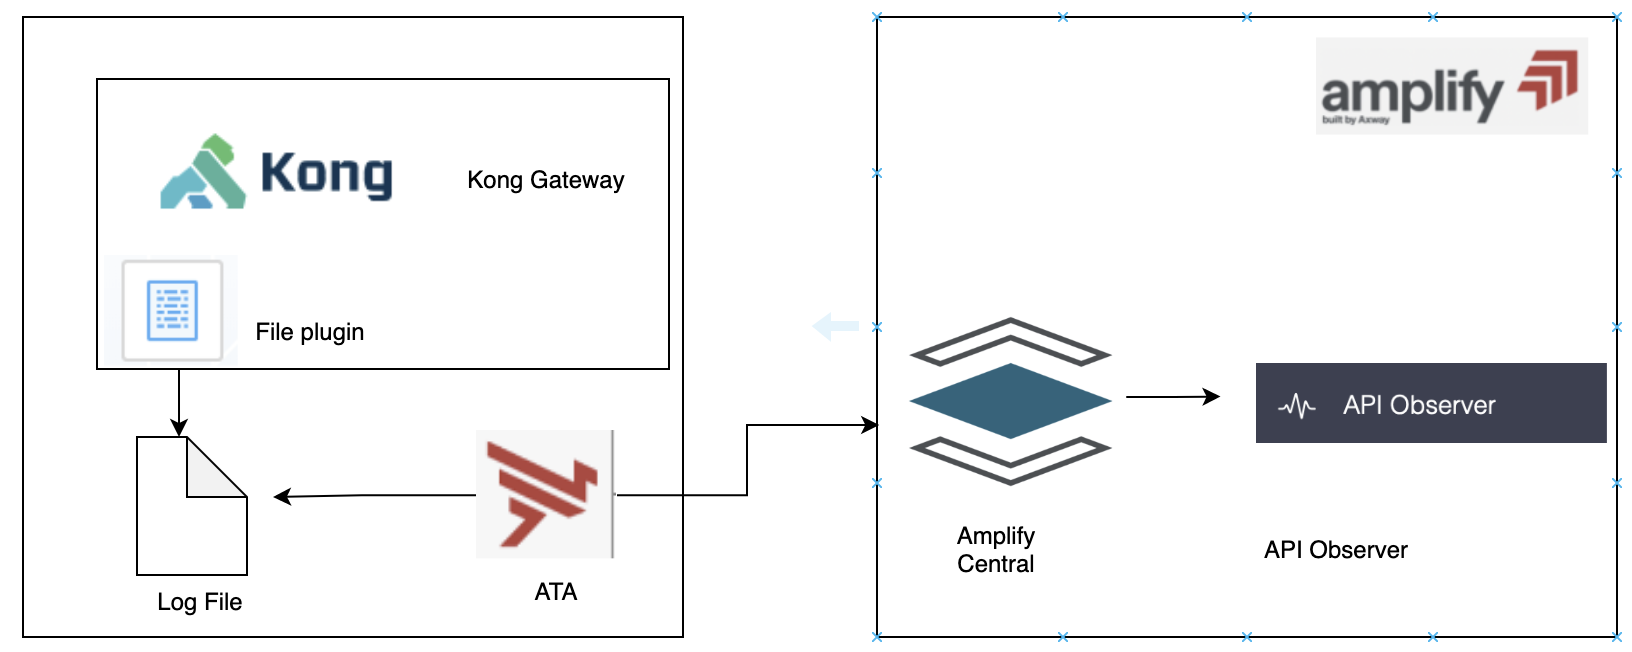 Kong
Kong Gateway
File plugin
Log File
ATA
amplify
built by Axway
API Observer
Amplify
Central
API Observer